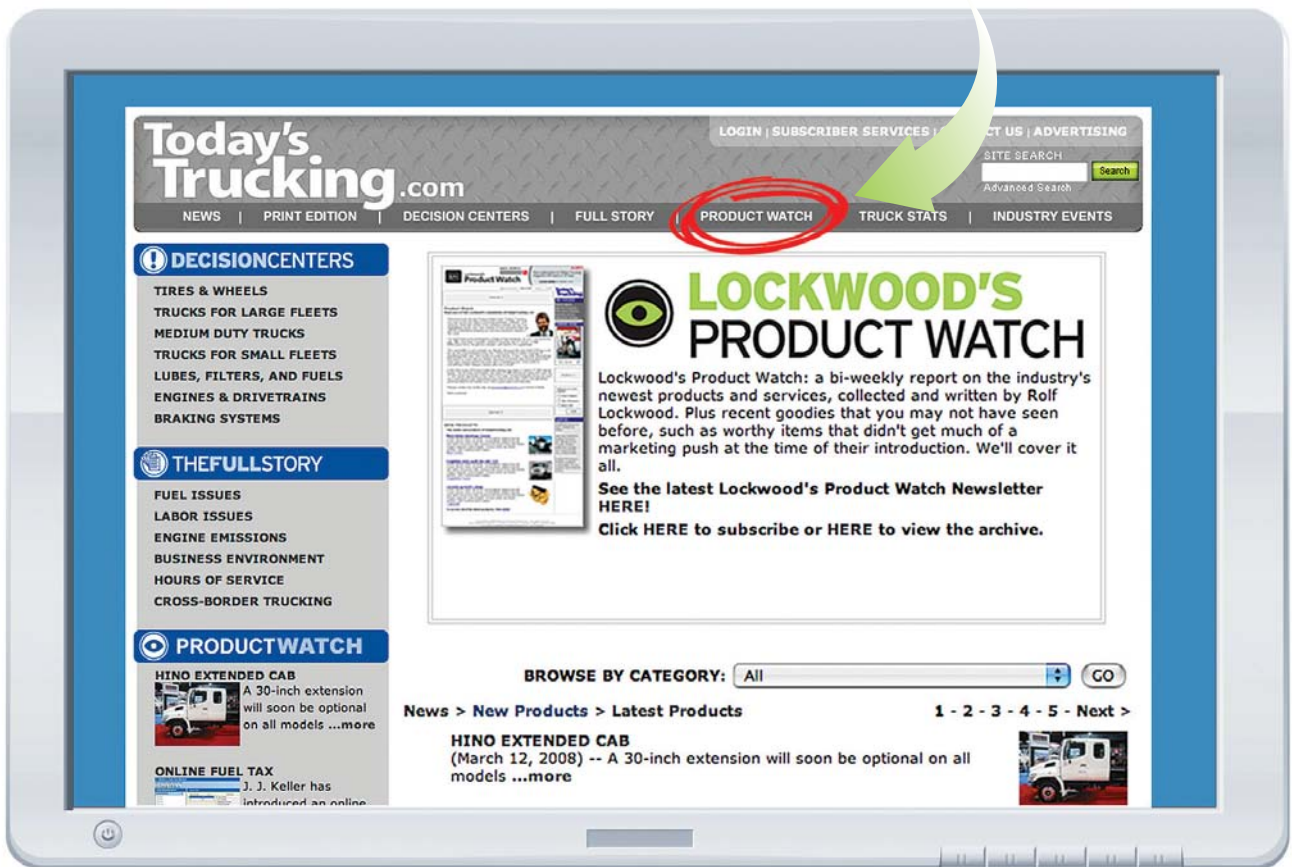 Today's
Trucking.com
LOGIN | SUBSCRIBER SERVICES | CT US | ADVERTISING
SITE SEARCH
Search
Advanced Search
NEWS | PRINT EDITION | DECISION CENTERS | FULL STORY | PRODUCT WATCH TRUCK STATS | INDUSTRY EVENTS
DECISIONCENTERS
TIRES & WHEELS
TRUCKS FOR LARGE FLEETS
MEDIUM DUTY TRUCKS
TRUCKS FOR SMALL FLEETS
LUBES, FILTERS, AND FUELS
ENGINES & DRIVETRAINS
BRAKING SYSTEMS
THEFULLSTORY
FUEL ISSUES
LABOR ISSUES
ENGINE EMISSIONS
BUSINESS ENVIRONMENT
HOURS OF SERVICE
CROSS-BORDER TRUCKING
PRODUCTWATCH
HINO EXTENDED CAB
A 30-inch extension
will soon be optional
on all models ...more
ONLINE FUEL TAX
J. J. Keller has
introduced an online
Product Watch
LOCKWOOD'S
PRODUCT WATCH
Lockwood's Product Watch: a bi-weekly report on the industry's
newest products and services, collected and written by Rolf
Lockwood. Plus recent goodies that you may not have seen
before, such as worthy items that didn't get much of a
marketing push at the time of their introduction. We'll cover it
all.
See the latest Lockwood's Product Watch Newsletter
HERE!
Click HERE to subscribe or HERE to view the archive.
BROWSE BY CATEGORY: All GO
News > New Products > Latest Products 1 - 2 - 3 - 4 - 5 - Next >
HINO EXTENDED CAB
(March 12, 2008) -- A 30-inch extension will soon be optional on all
models ...more